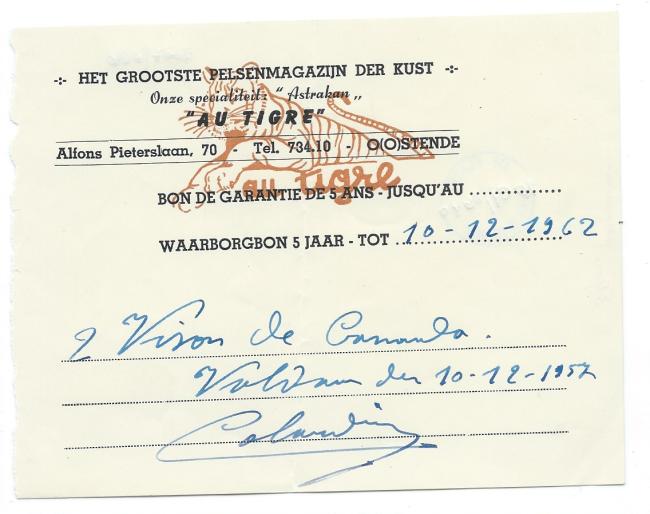 -:- HET GROOTSTE PELSENMAGAZIJN DER KUST -:-
Onze specialiteit: "Astrakan„
"AU TIGRE"
Alfons Pieterslaan, 70 - Tel. 734.10 - O(O)STENDE
au tigre
BON DE GARANTIE DE 5 ANS - JUSQU'AU ..............
WAARBORGBON 5 JAAR - TOT 10-12-1962
2 Vison de Cananda.
Voldaan den 10-12-1957